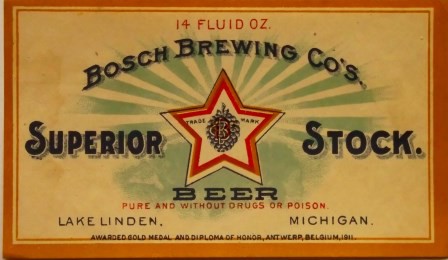 14 FLUID OZ.
BOSCH BREWING CO'S.
TRADE MARK
B
SUPERIOR STOCK.
BEER
PURE AND WITHOUT DRUGS OR POISON.
LAKE LINDEN, MICHIGAN.
AWARDED GOLD MEDAL AND DIPLOMA OF HONOR, ANTWERP, BELGIUM, 1911.